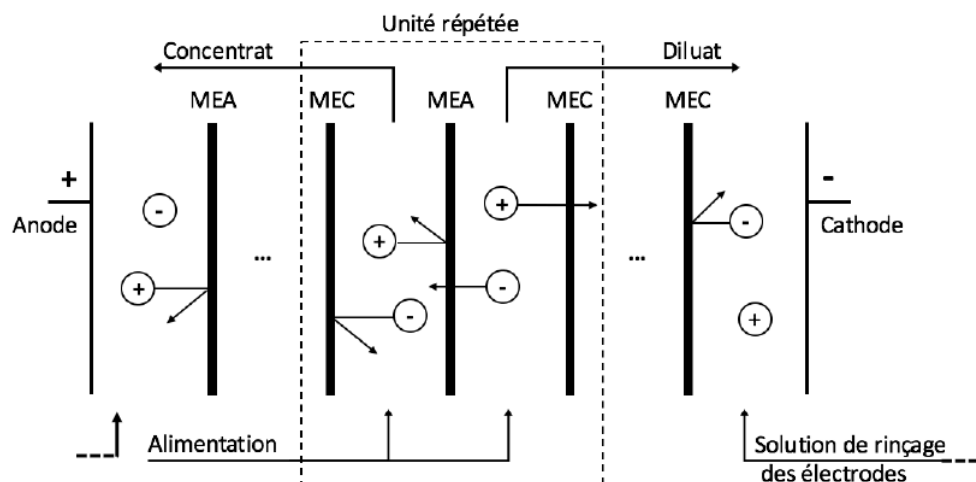 Unité répétée
Concentrat
Diluat
MEA
MEC
MEA
MEC
MEC
+
-
Anode
Cathode
-
+
+
-
+
-
+
-
...
...
+
-
Alimentation
Solution de rinçage
des électrodes